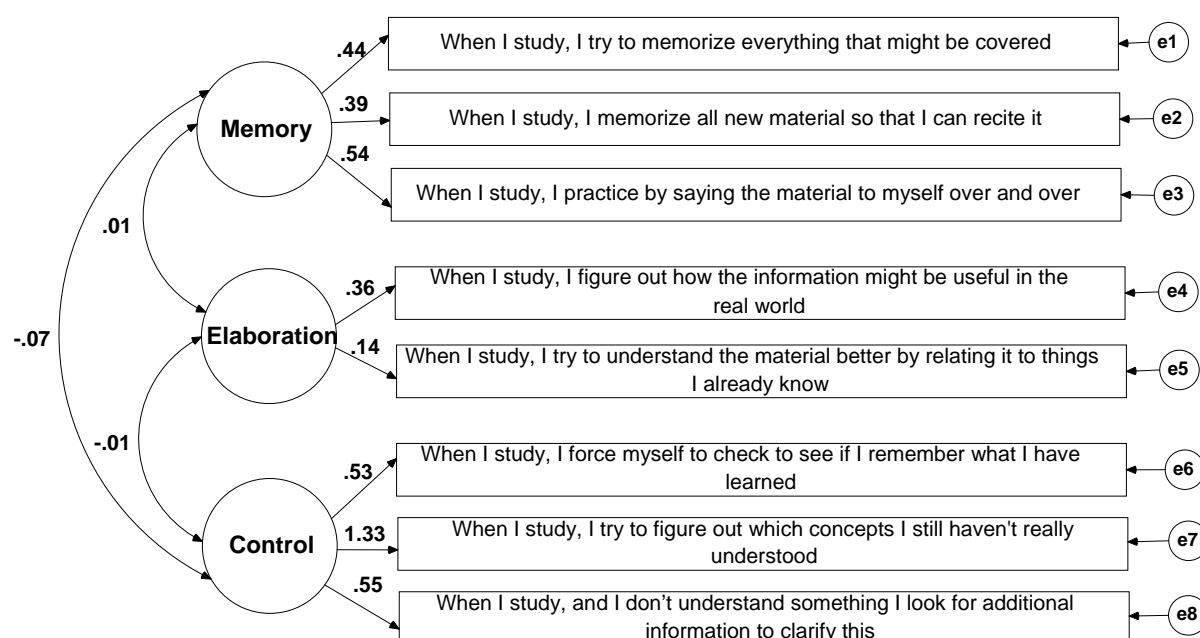 .44
When I study, I try to memorize everything that might be covered
e1
.39
Memory
When I study, I memorize all new material so that I can recite it
e2
.54
When I study, I practice by saying the material to myself over and over
e3
.01
.36
When I study, I figure out how the information might be useful in the
real world
e4
-.07
Elaboration
.14
When I study, I try to understand the material better by relating it to things
I already know
e5
-.01
.53
When I study, I force myself to check to see if I remember what I have
learned
e6
Control
1.33
When I study, I try to figure out which concepts I still haven't really
understood
e7
.55
When I study, and I don’t understand something I look for additional
information to clarify this
e8